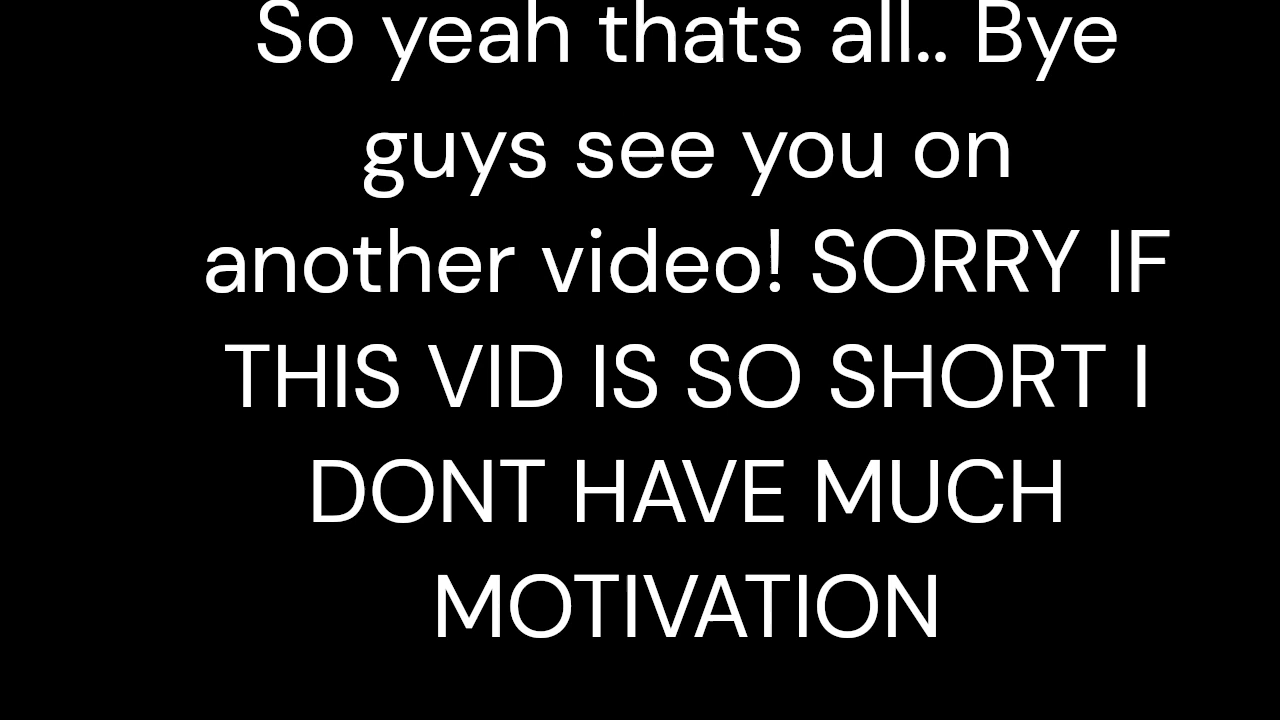 So yeah thats all.. Bye
guys see you on
another video! SORRY IF
THIS VID IS SO SHORT I
DONT HAVE MUCH
MOTIVATION